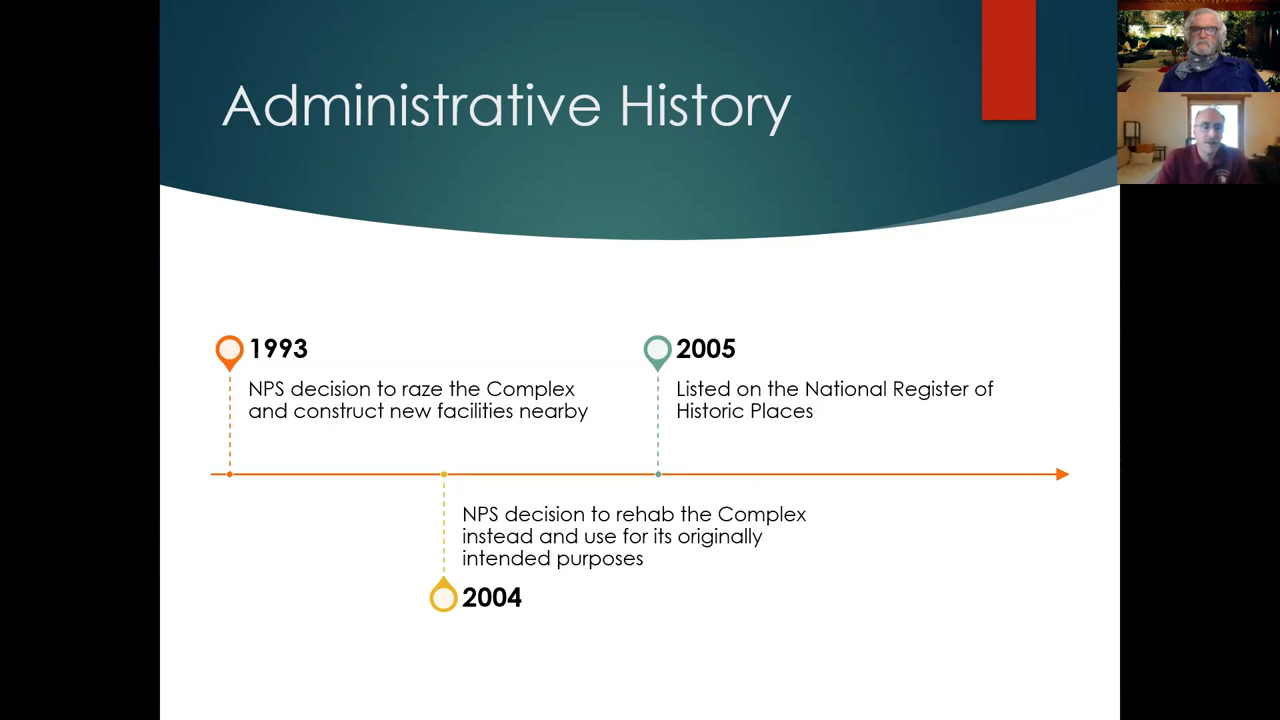 Administrative History
1993
NPS decision to raze the Complex
and construct new facilities nearby
2005
Listed on the National Register of
Historic Places
NPS decision to rehab the Complex
instead and use for its originally
intended purposes
2004